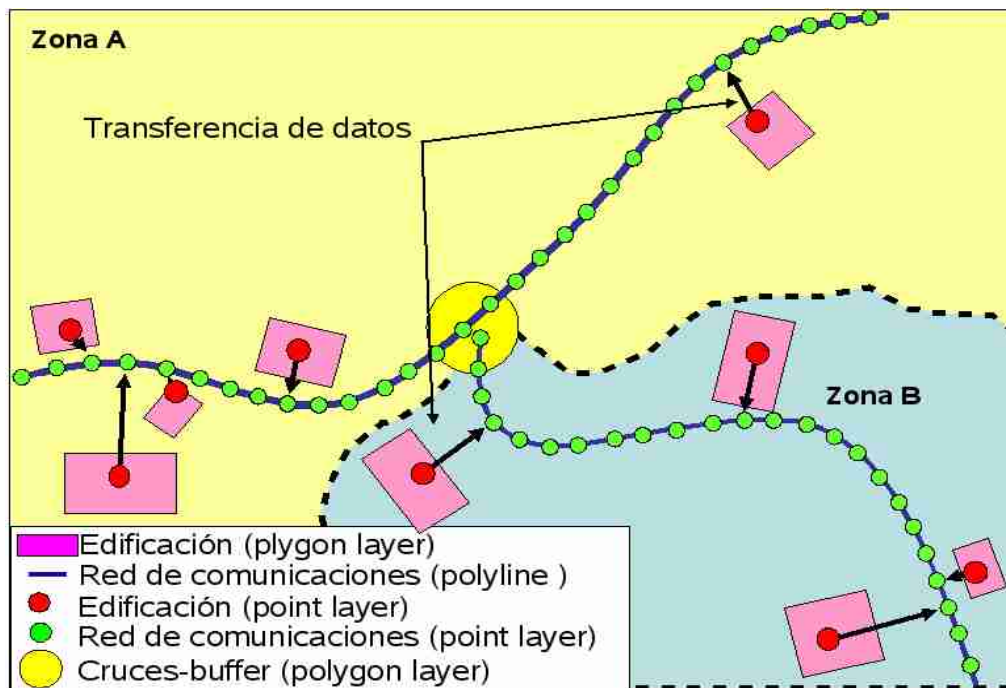 Zona A
Transferencia de datos
Zona B
Edificación (plygon layer)
Red de comunicaciones (polyline )
Edificación (point layer)
Red de comunicaciones (point layer)
Cruces-buffer (polygon layer)